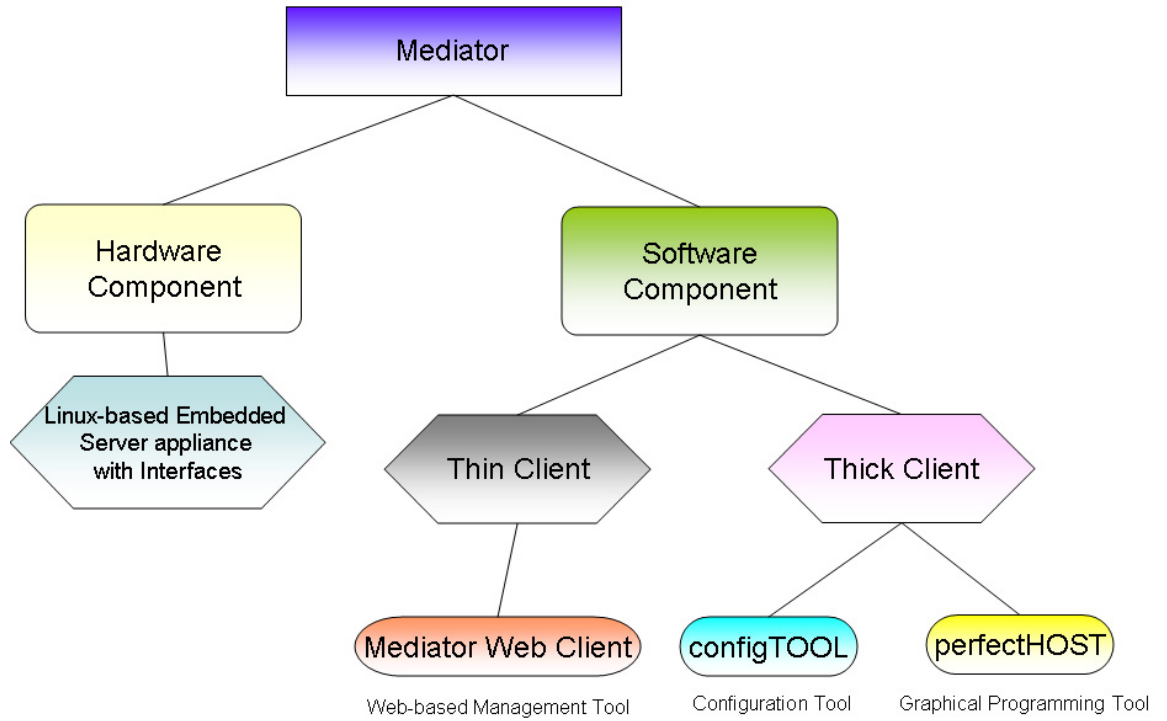 Mediator
Hardware
Component
Software
Component
Linux-based Embedded
Server appliance
with Interfaces
Thin Client
Thick Client
Mediator Web Client
configTOOL
perfectHOST
Web-based Management Tool
Configuration Tool
Graphical Programming Tool